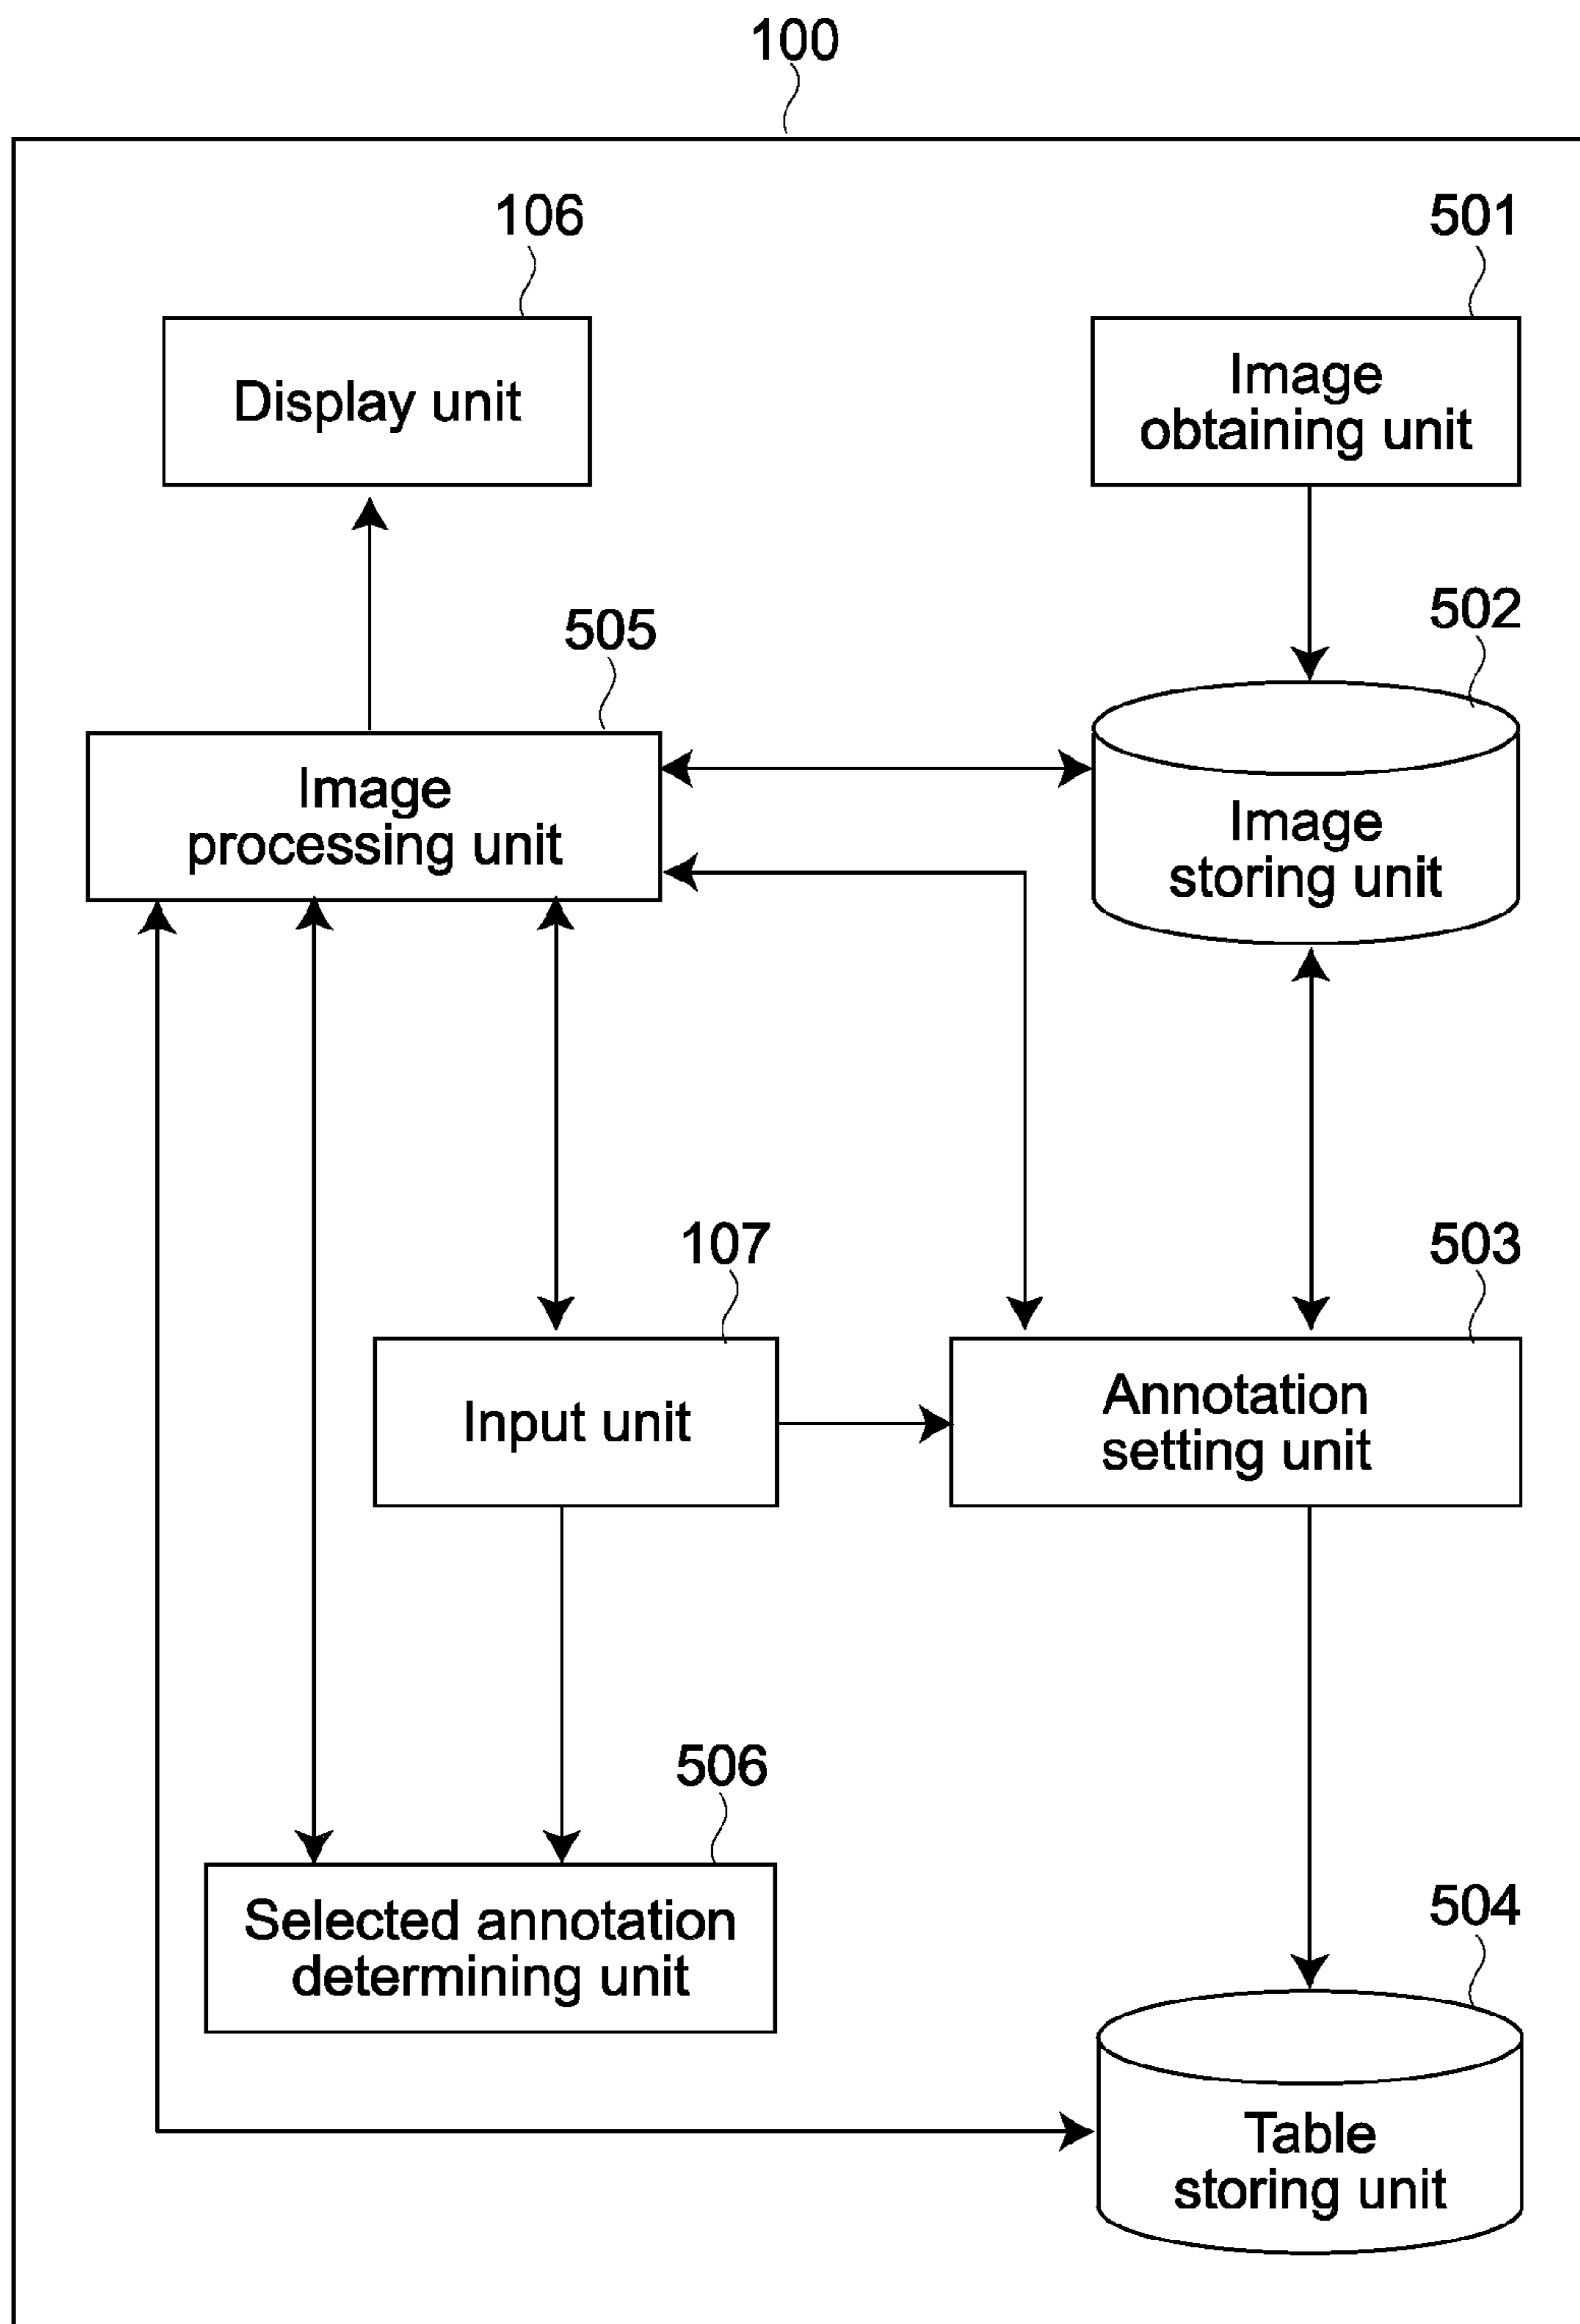 100
106
501
Display unit
Image
obtaining unit
505
502
Image
processing unit
Image
storing unit
107
503
Input unit
Annotation
setting unit
506
504
Selected annotation
determining unit
Table
storing unit